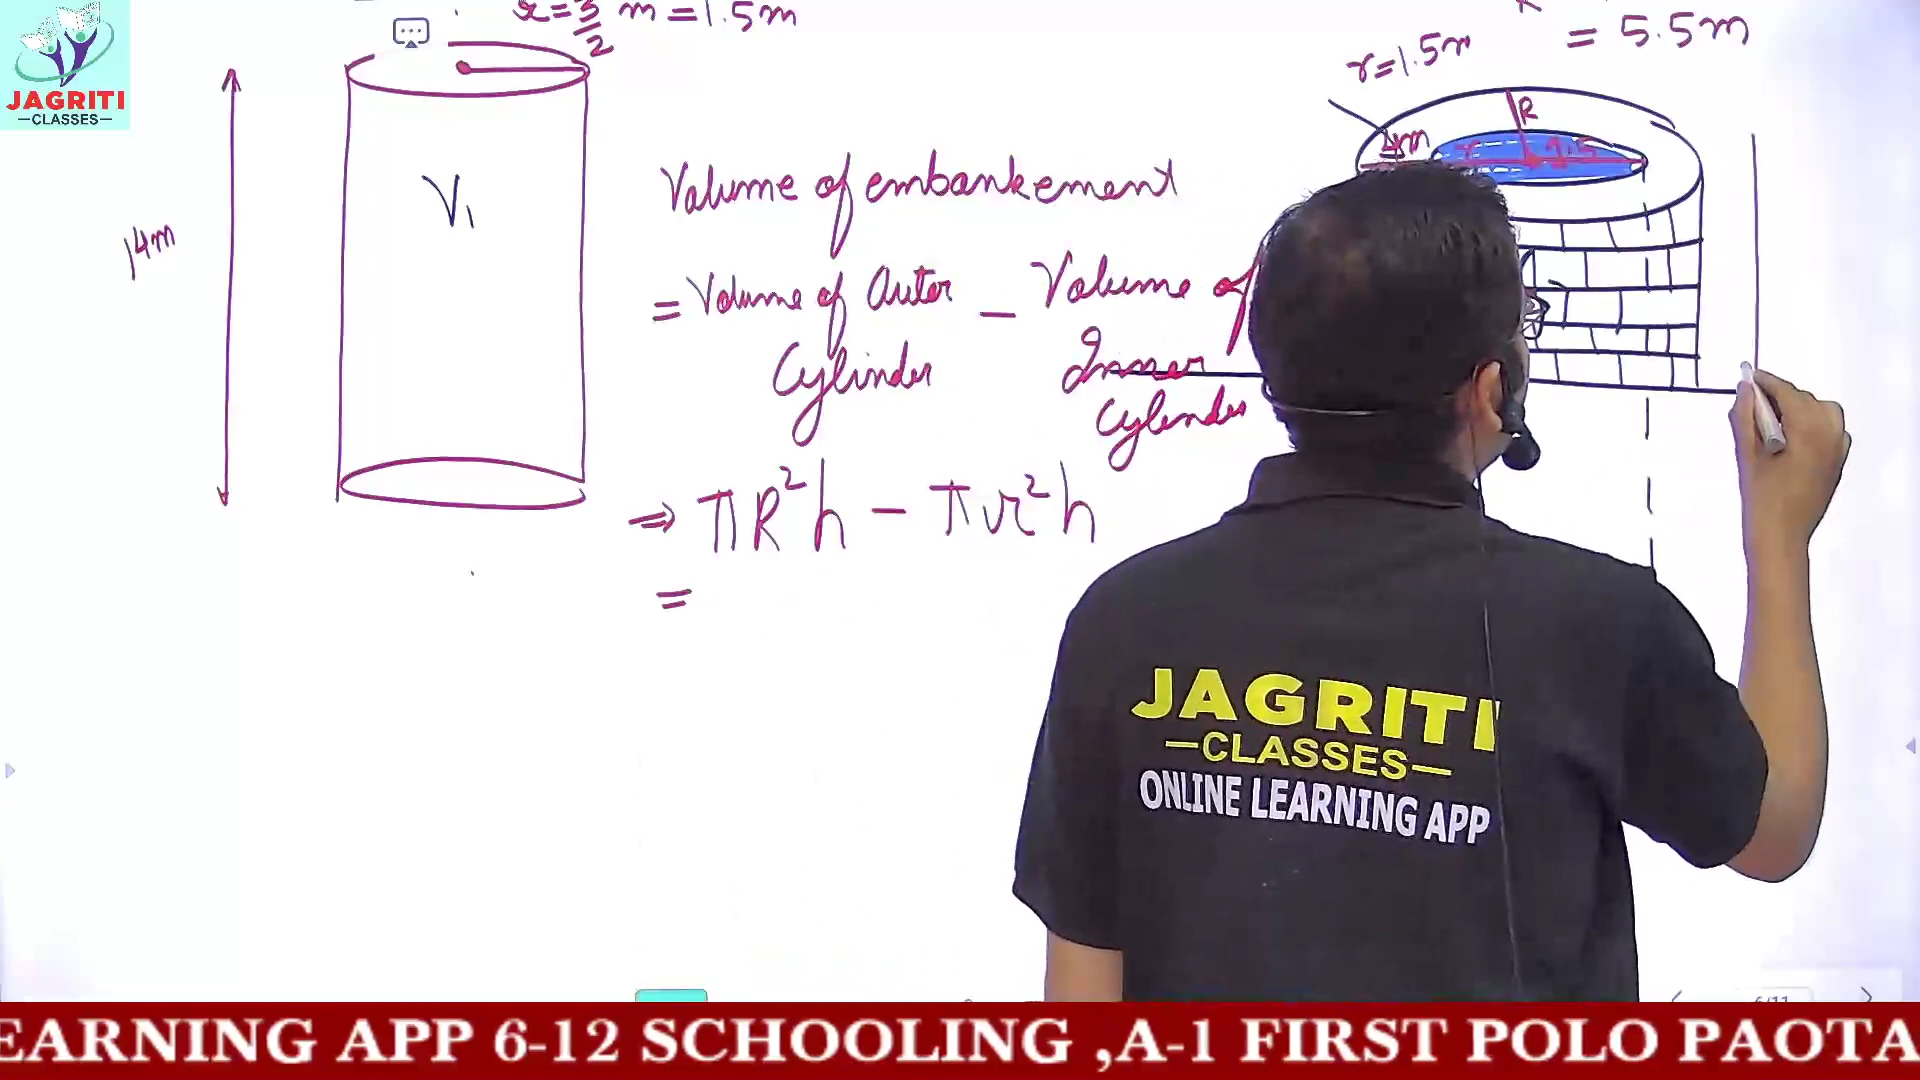 r = 3/2 m = 1.5m
= 5.5m
r=1.5m
JAGRITI
—CLASSES—
R
4m
r
1.5
14m
V₁
Volume of embankement
= Volume of Outer — Volume of
Cylinder
Inner
Cylinder
⇒ πR²h — πr²h
=
JAGRITI
—CLASSES—
ONLINE LEARNING APP
EARNING APP 6-12 SCHOOLING ,A-1 FIRST POLO PAOTA